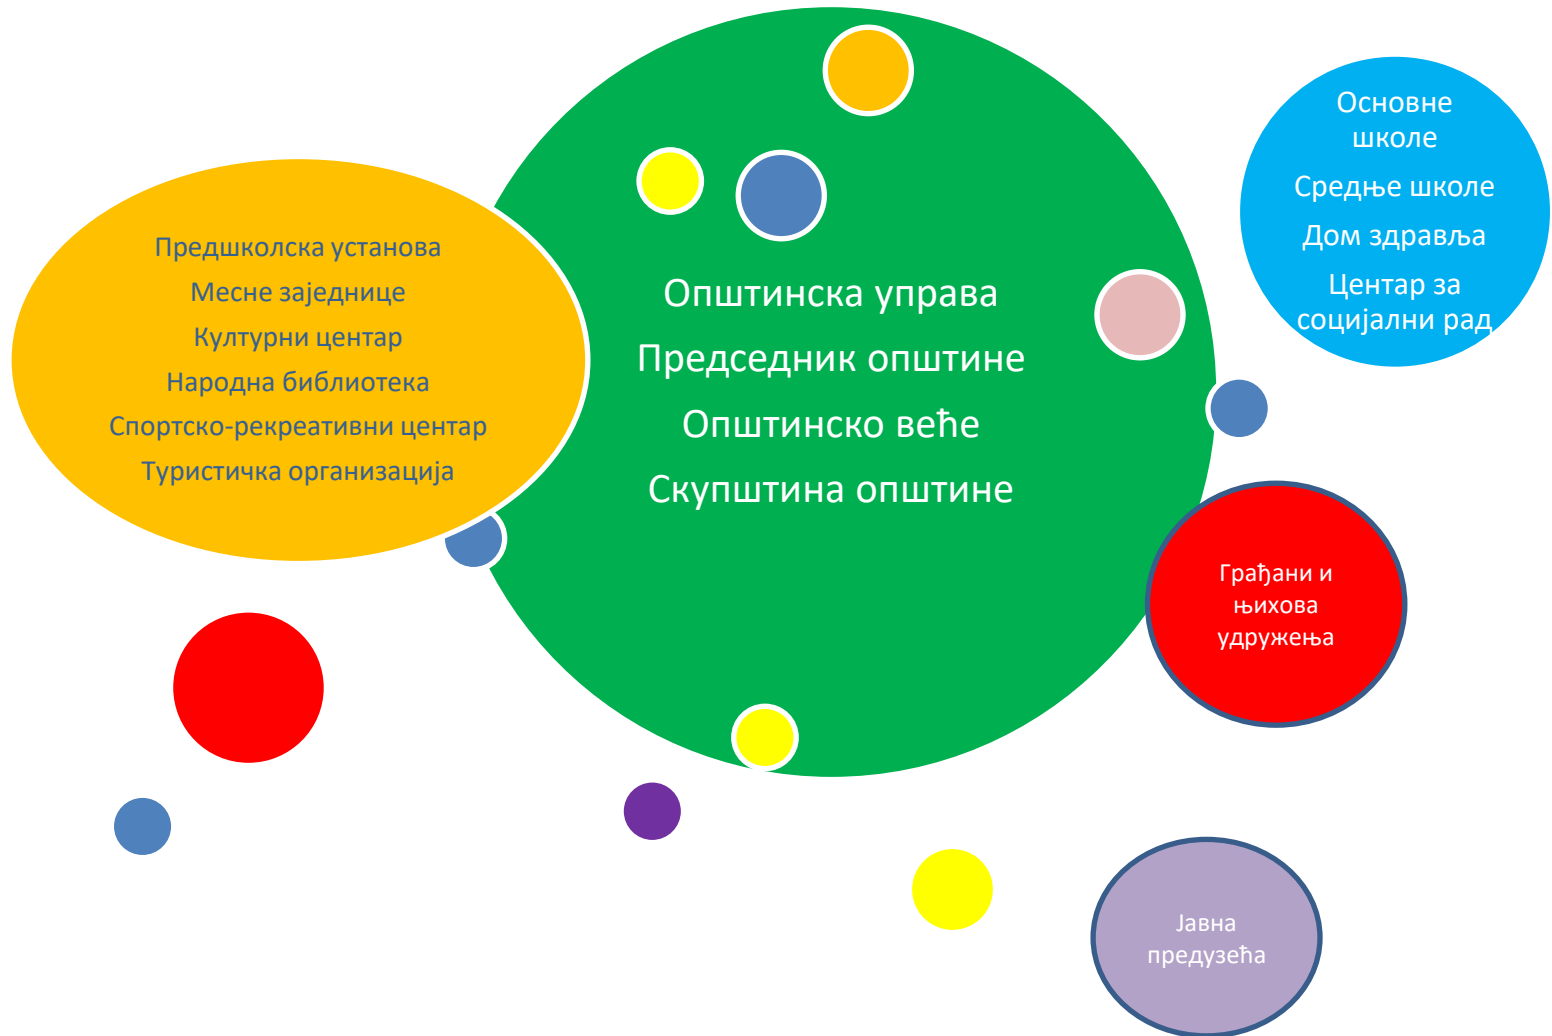 Предшколска установа
Месне заједнице
Културни центар
Народна библиотека
Спортско-рекреативни центар
Туристичка организација
Општинска управа
Председник општине
Општинско веће
Скупштина општине
Основне
школе
Средње школе
Дом здравља
Центар за
социјални рад
Грађани и
њихова
удружења
Јавна
предузећа